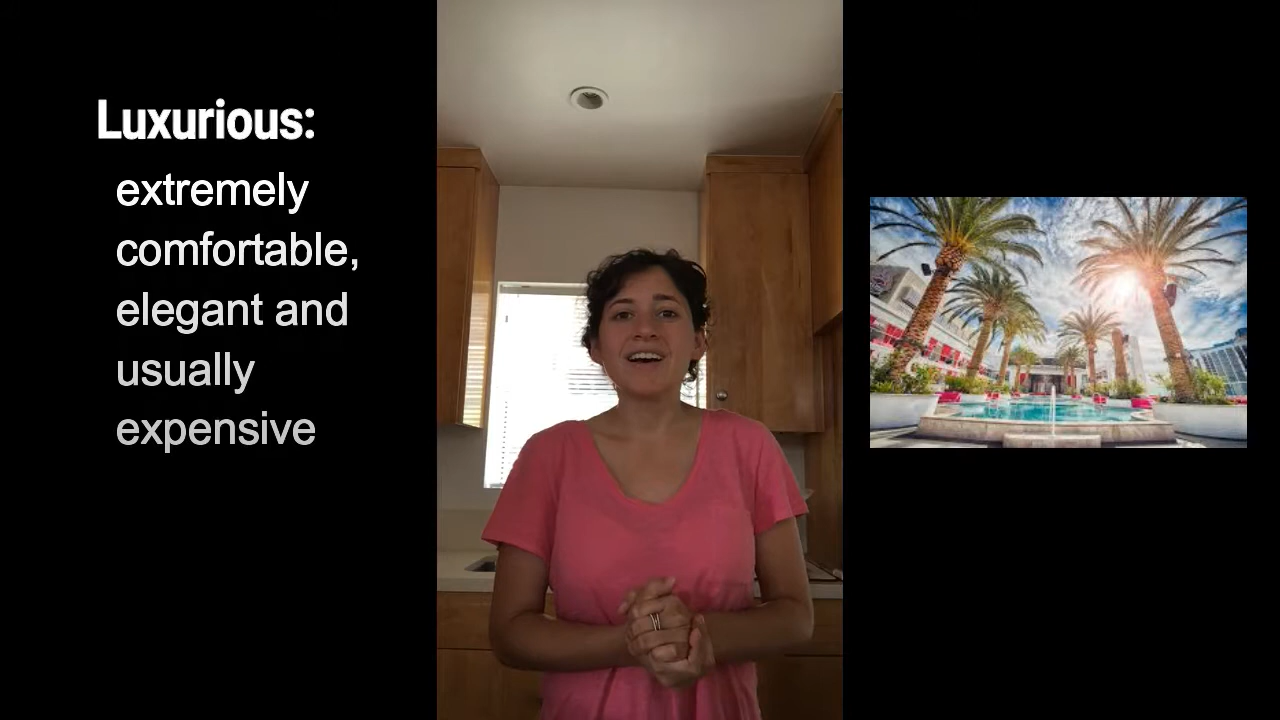 Luxurious:
extremely
comfortable,
elegant and
usually
expensive